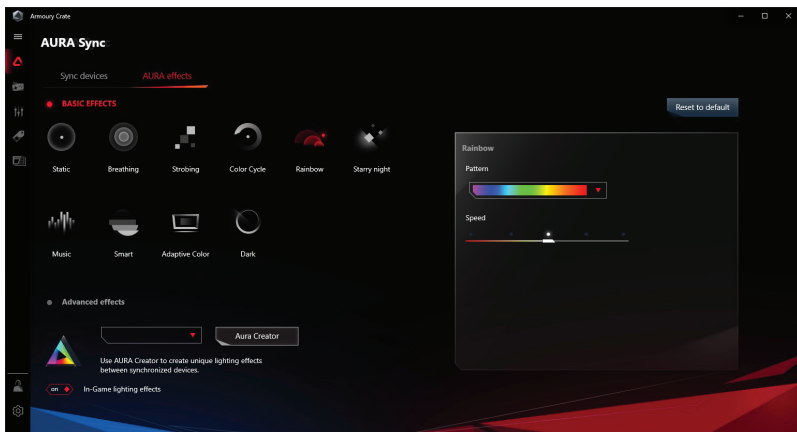 Armoury Crate
AURA Sync
Sync devices
AURA effects
BASIC EFFECTS
Reset to default
Static
Breathing
Strobing
Color Cycle
Rainbow
Starry night
Music
Smart
Adaptive Color
Dark
Rainbow
Pattern
Speed
Advanced effects
Aura Creator
Use AURA Creator to create unique lighting effects
between synchronized devices.
on
In-Game lighting effects